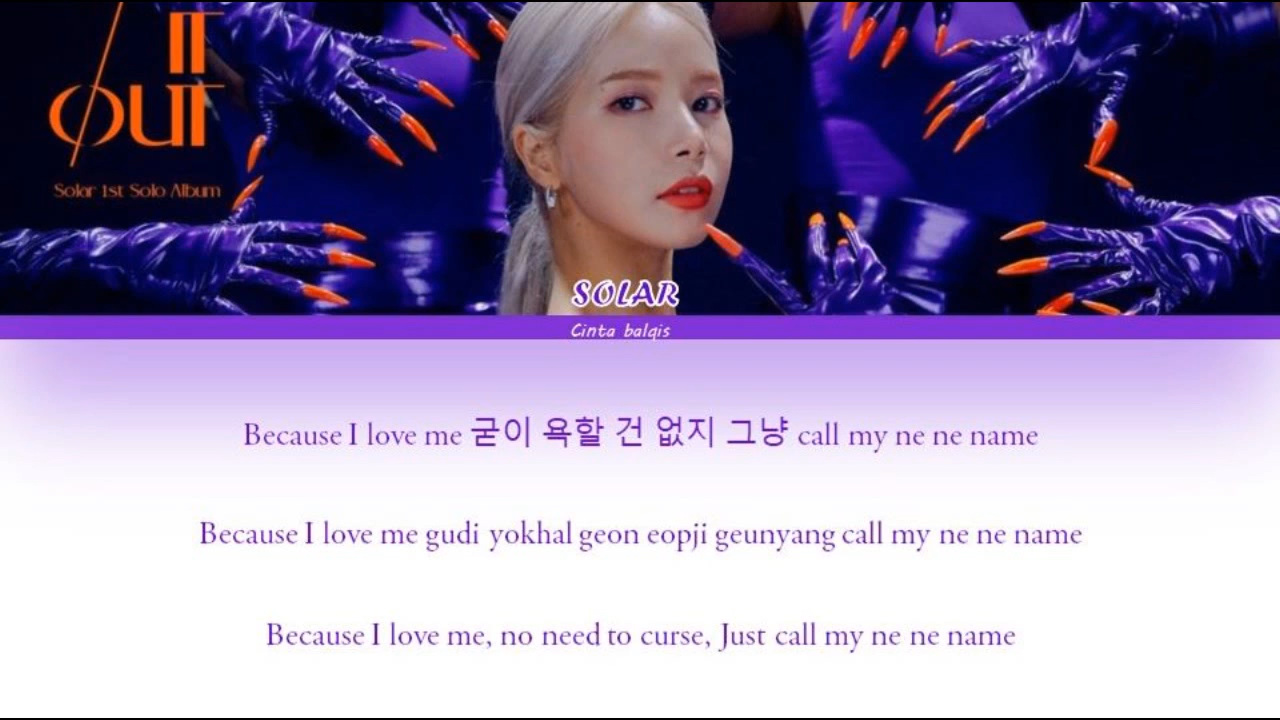 It
Out
Solar 1st Solo Album
SOLAR
Cinta balqis
Because I love me 굳이 욕할 건 없지 그냥 call my ne ne name
Because I love me gudi yokhal geon eopji geunyang call my ne ne name
Because I love me, no need to curse, Just call my ne ne name